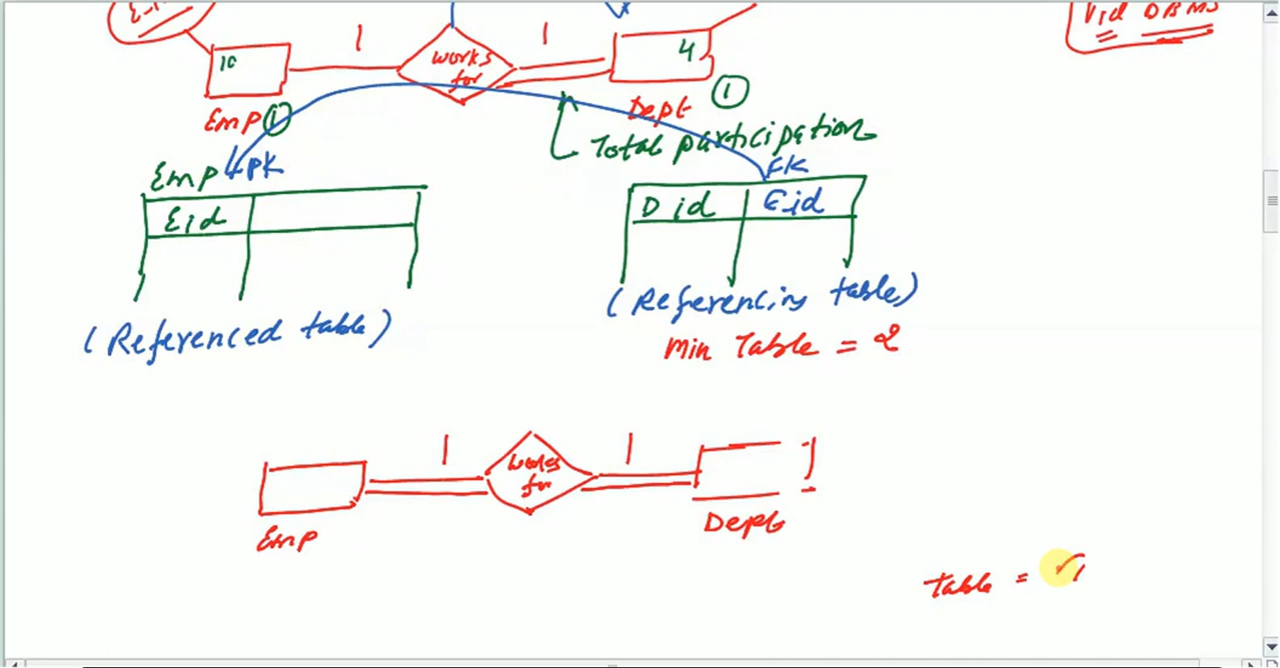 Vid DBMS
1 1
10 works for 4
Emp ① Dept ①
Total participation
Emp PK FK
Eid Did Eid
(Referencing table)
(Referenced table)
Min Table = 2
1 1
works for
Emp Dept
Table = 1